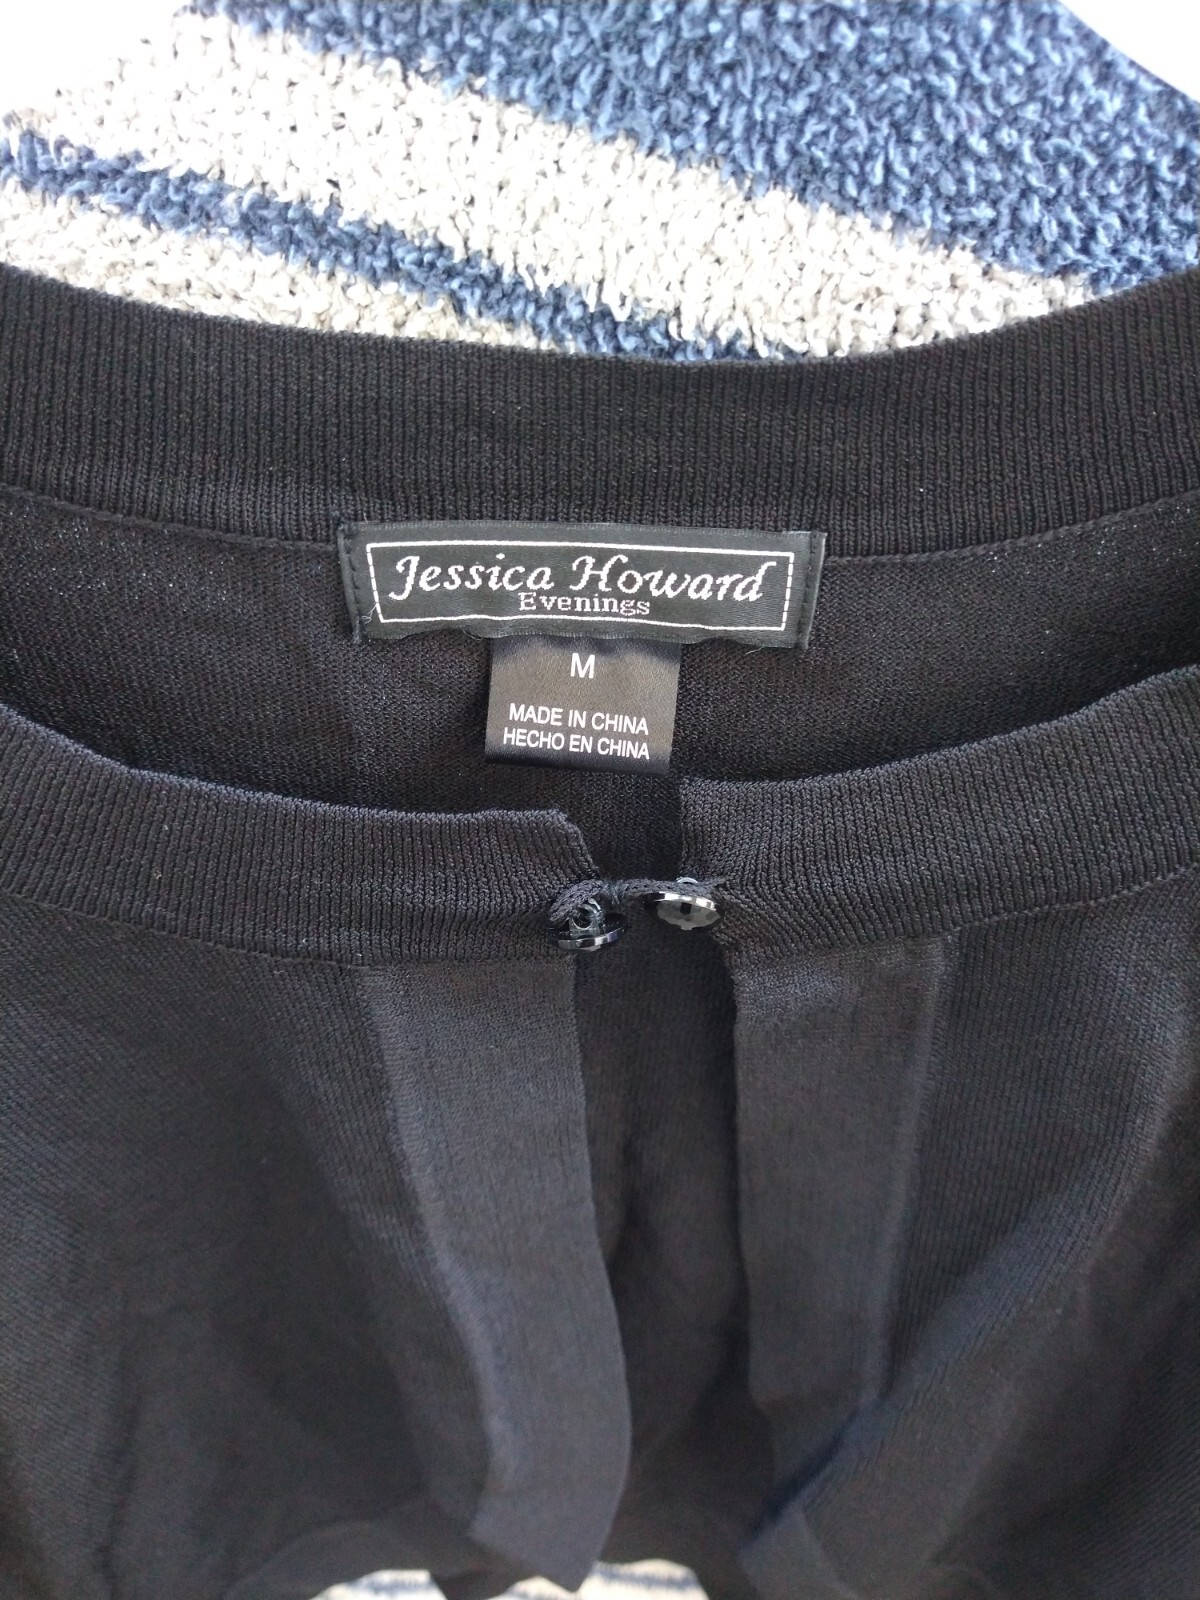 Jessica Howard
Evenings
M
MADE IN CHINA
HECHO EN CHINA